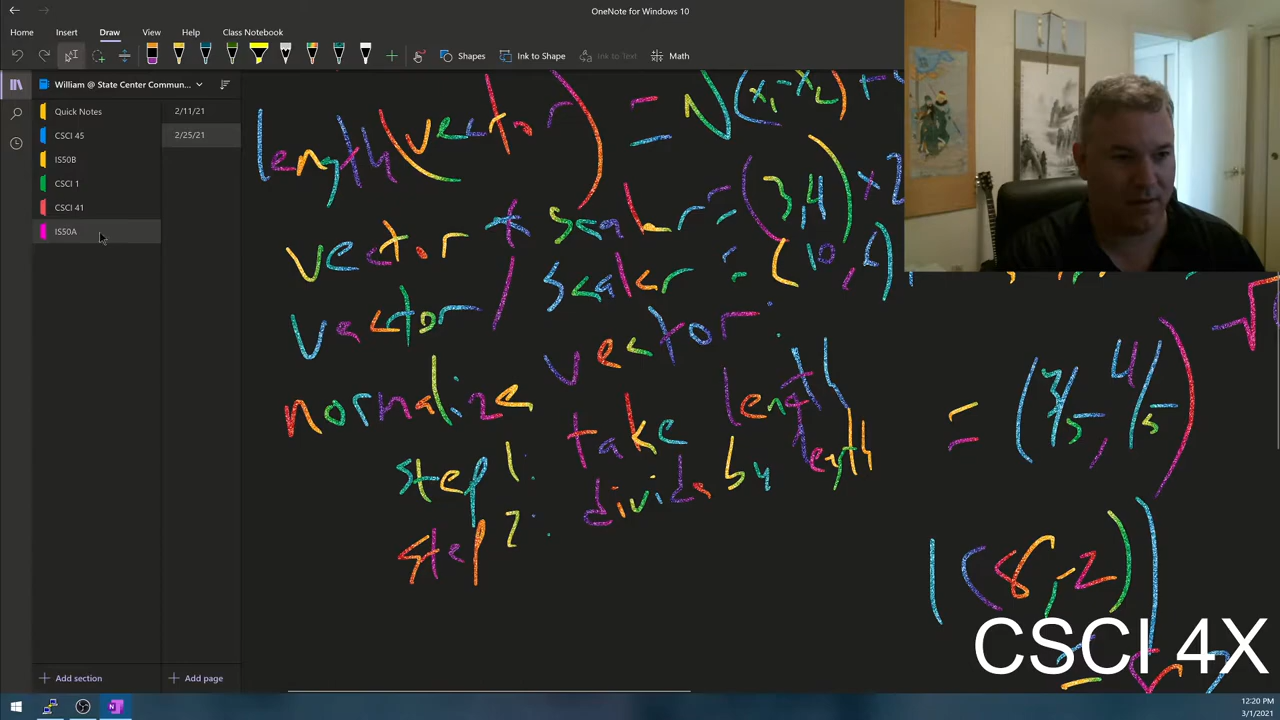 OneNote for Windows 10
Home Insert Draw View Help Class Notebook
Shapes Ink to Shape Ink to Text Math
William @ State Center Commun...
Quick Notes
CSCI 45
IS50B
CSCI 1
CSCI 41
IS50A
2/11/21
2/25/21
length(vector) = √(x₁-x₂)
vector * scaler = (3,4) x 2
vector / scaler = (10,
normalize vector:
step 1: take length
step 2: divide by length
= (3/5, 4/5)
|(8,-2)|
CSCI 4X
Add section
Add page
12:20 PM
3/1/2021